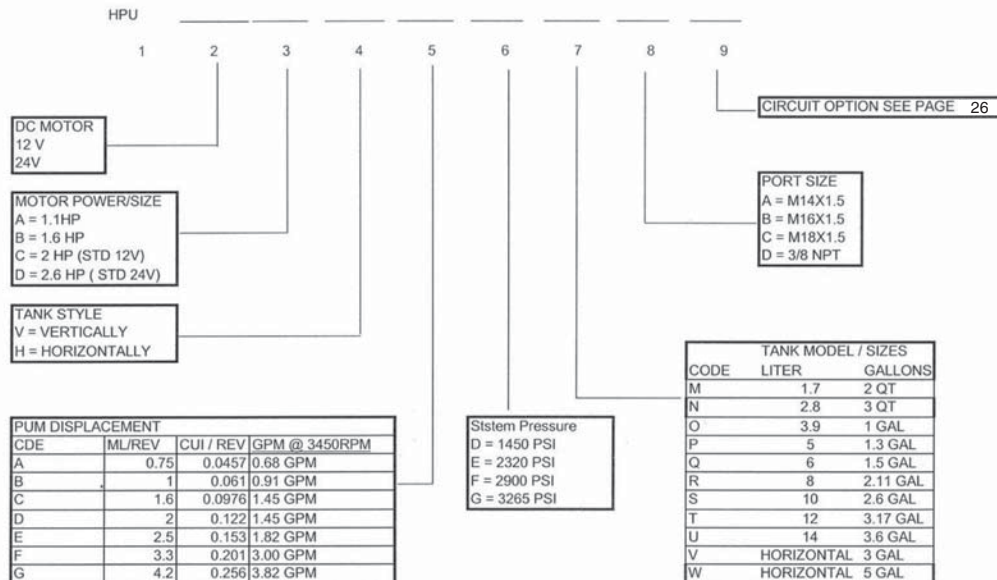 HPU
1 2 3 4 5 6 7 8 9
CIRCUIT OPTION SEE PAGE 26
DC MOTOR
12 V
24V
MOTOR POWER/SIZE
A = 1.1HP
B = 1.6 HP
C = 2 HP (STD 12V)
D = 2.6 HP ( STD 24V)
PORT SIZE
A = M14X1.5
B = M16X1.5
C = M18X1.5
D = 3/8 NPT
TANK STYLE
V = VERTICALLY
H = HORIZONTALLY
PUM DISPLACEMENT
CDE ML/REV CUI / REV GPM @ 3450RPM
A 0.75 0.0457 0.68 GPM
B 1 0.061 0.91 GPM
C 1.6 0.0976 1.45 GPM
D 2 0.122 1.45 GPM
E 2.5 0.153 1.82 GPM
F 3.3 0.201 3.00 GPM
G 4.2 0.256 3.82 GPM
Ststem Pressure
D = 1450 PSI
E = 2320 PSI
F = 2900 PSI
G = 3265 PSI
TANK MODEL / SIZES
CODE LITER GALLONS
M 1.7 2 QT
N 2.8 3 QT
O 3.9 1 GAL
P 5 1.3 GAL
Q 6 1.5 GAL
R 8 2.11 GAL
S 10 2.6 GAL
T 12 3.17 GAL
U 14 3.6 GAL
V HORIZONTAL 3 GAL
W HORIZONTAL 5 GAL